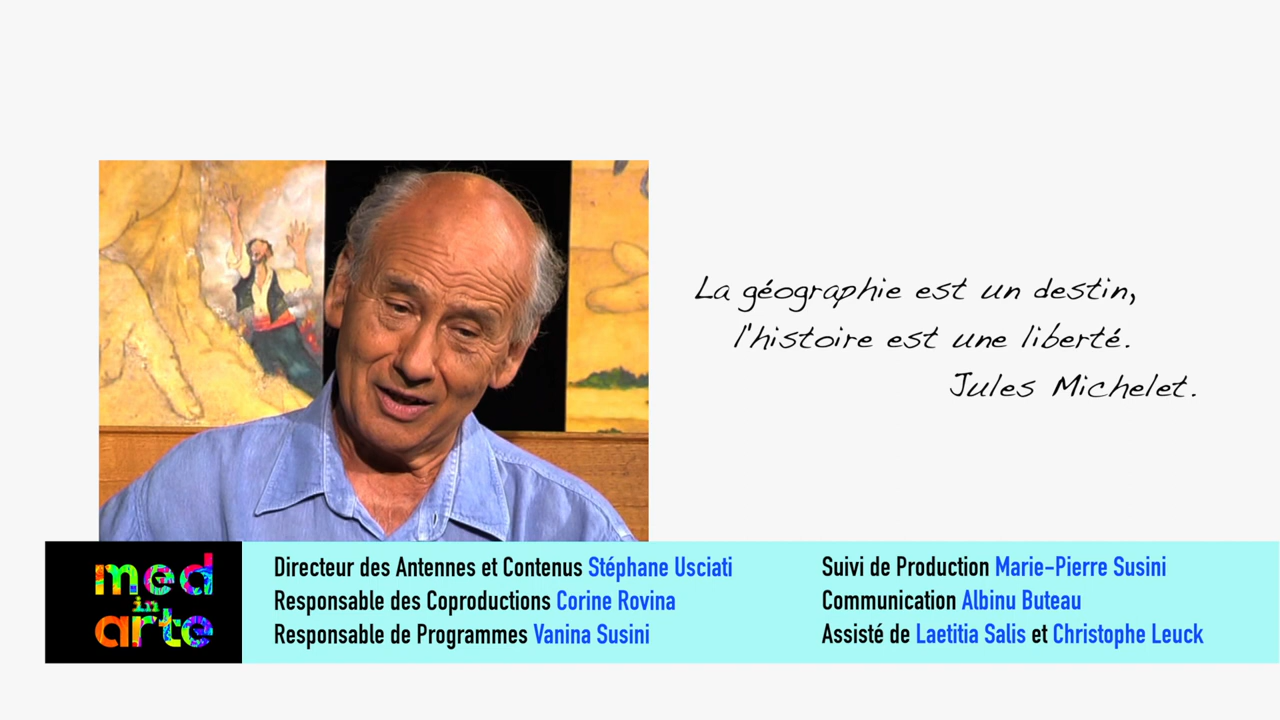 La géographie est un destin,
l'histoire est une liberté.
Jules Michelet.
med
in
arte
Directeur des Antennes et Contenus Stéphane Usciati
Responsable des Coproductions Corine Rovina
Responsable de Programmes Vanina Susini
Suivi de Production Marie-Pierre Susini
Communication Albinu Buteau
Assisté de Laetitia Salis et Christophe Leuck